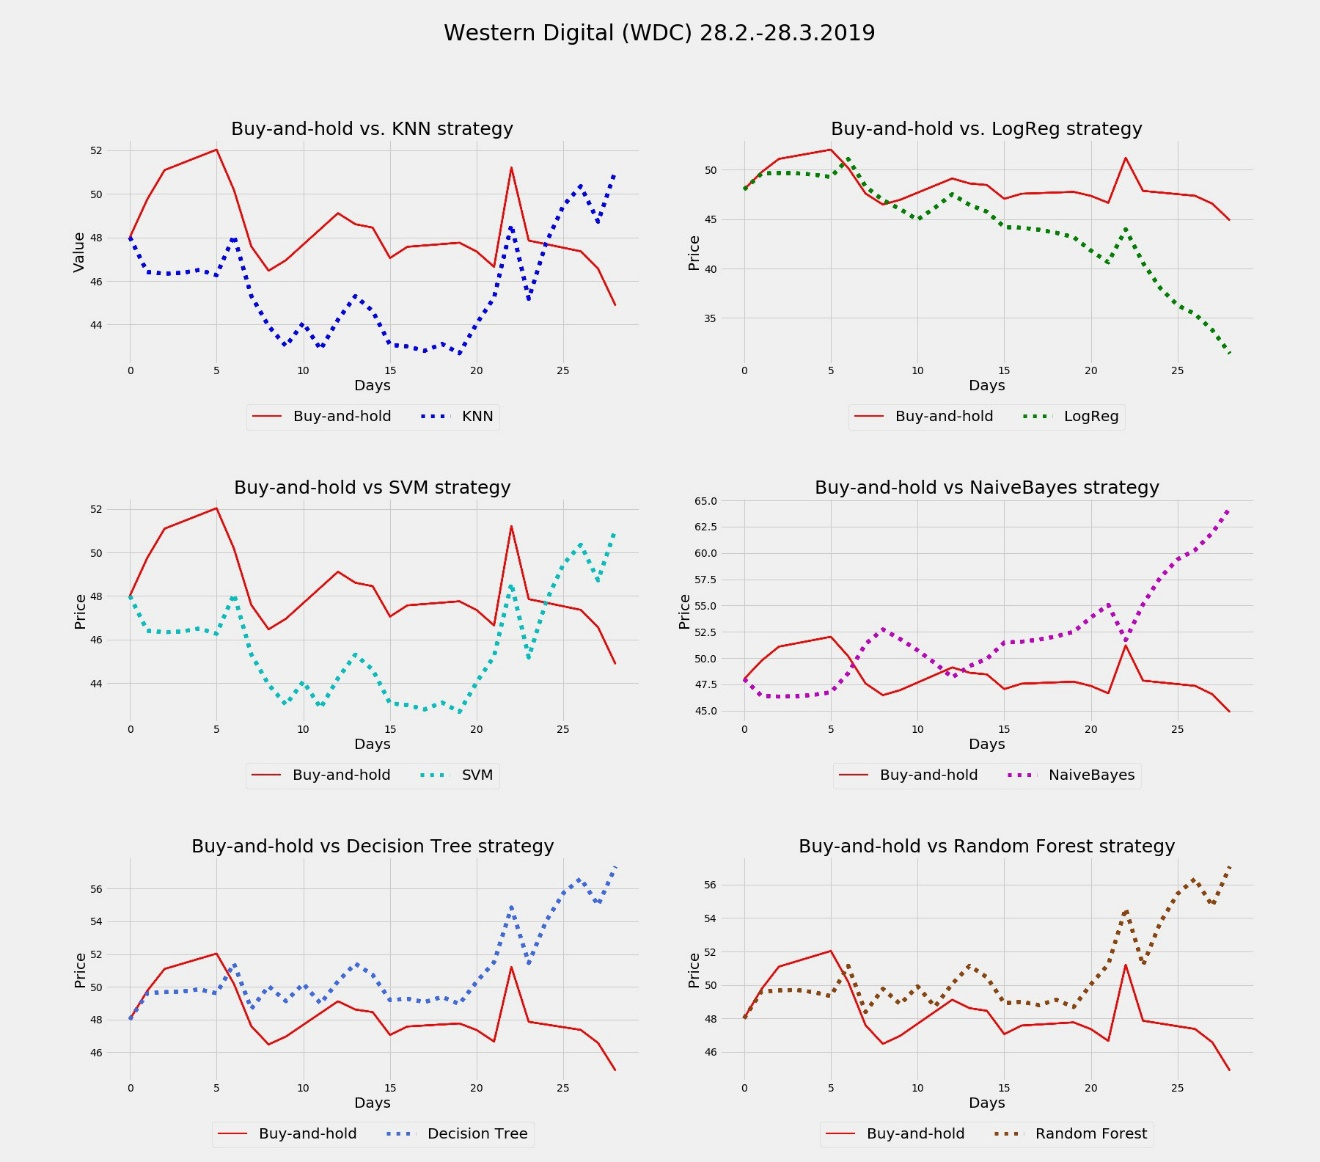 Western Digital (WDC) 28.2.-28.3.2019
Buy-and-hold vs. KNN strategy
52
50
48
46
44
Value
0 5 10 15 20 25
Days
Buy-and-hold KNN
Buy-and-hold vs. LogReg strategy
50
45
40
35
Price
0 5 10 15 20 25
Days
Buy-and-hold LogReg
Buy-and-hold vs SVM strategy
52
50
48
46
44
Price
0 5 10 15 20 25
Days
Buy-and-hold SVM
Buy-and-hold vs NaiveBayes strategy
65.0
62.5
60.0
57.5
55.0
52.5
50.0
47.5
45.0
Price
0 5 10 15 20 25
Days
Buy-and-hold NaiveBayes
Buy-and-hold vs Decision Tree strategy
56
54
52
50
48
46
Price
0 5 10 15 20 25
Days
Buy-and-hold Decision Tree
Buy-and-hold vs Random Forest strategy
56
54
52
50
48
46
Price
0 5 10 15 20 25
Days
Buy-and-hold Random Forest